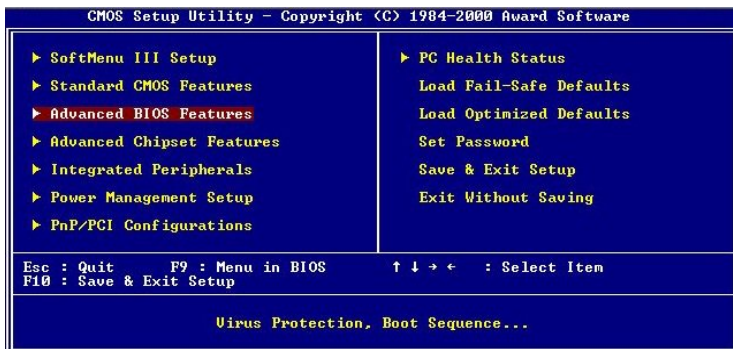 CMOS Setup Utility - Copyright (C) 1984-2000 Award Software
► SoftMenu III Setup
► Standard CMOS Features
► Advanced BIOS Features
► Advanced Chipset Features
► Integrated Peripherals
► Power Management Setup
► PnP/PCI Configurations
► PC Health Status
Load Fail-Safe Defaults
Load Optimized Defaults
Set Password
Save & Exit Setup
Exit Without Saving
Esc : Quit F9 : Menu in BIOS ↑ ↓ → ← : Select Item
F10 : Save & Exit Setup
Virus Protection, Boot Sequence...